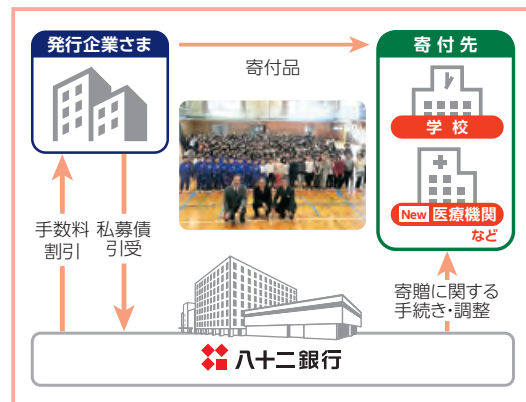 発行企業さま
寄付品
寄付先
学校
New 医療機関
など
手数料
割引
私募債
引受
寄贈に関する
手続き・調整
八十二銀行